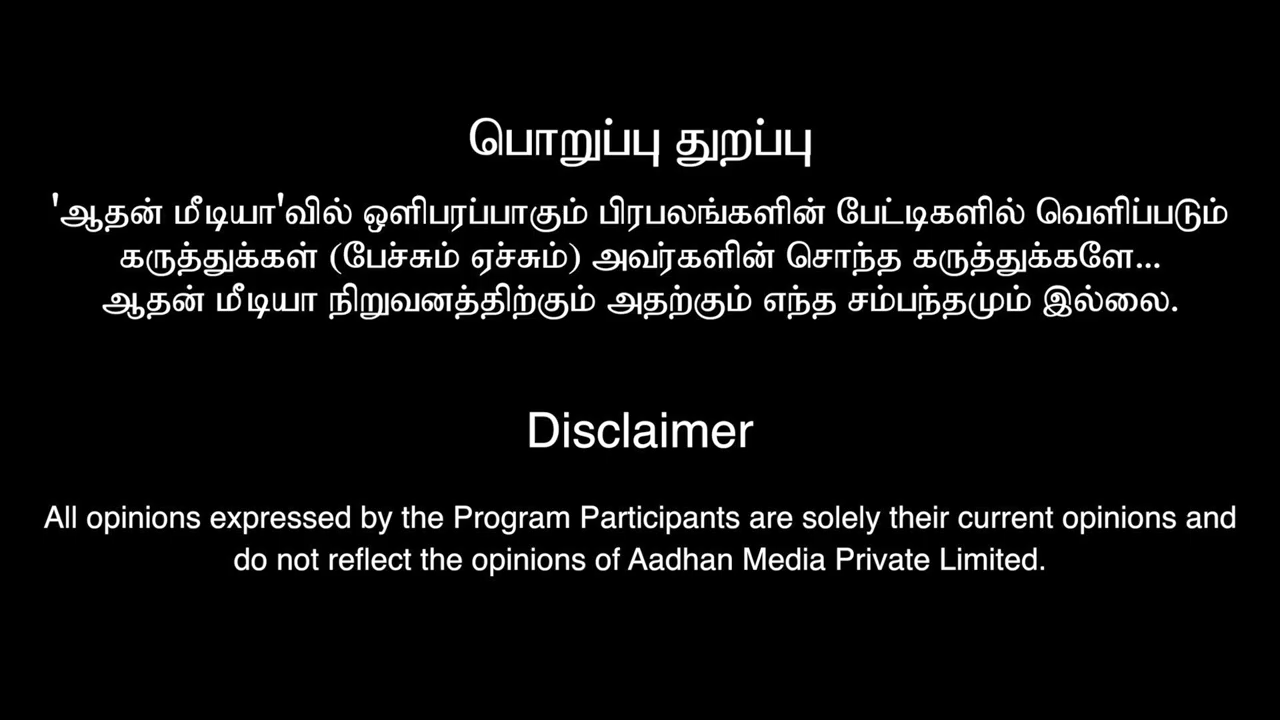 பொறுப்பு துறப்பு
'ஆதன் மீடியா'வில் ஒளிபரப்பாகும் பிரபலங்களின் பேட்டிகளில் வெளிப்படும்
கருத்துக்கள் (பேச்சும் ஏச்சும்) அவர்களின் சொந்த கருத்துக்களே...
ஆதன் மீடியா நிறுவனத்திற்கும் அதற்கும் எந்த சம்பந்தமும் இல்லை.
Disclaimer
All opinions expressed by the Program Participants are solely their current opinions and
do not reflect the opinions of Aadhan Media Private Limited.